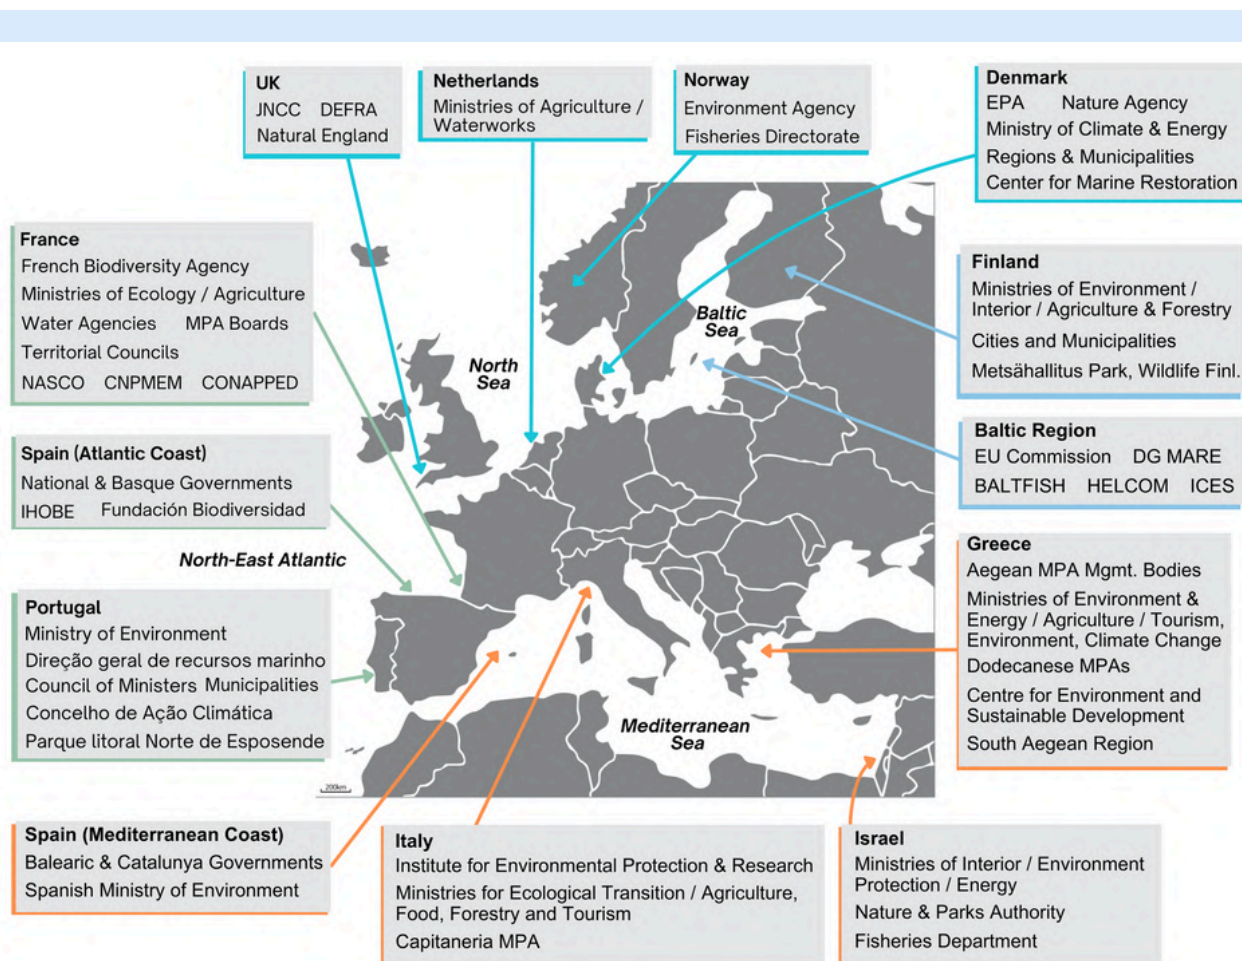 UK
JNCC DEFRA
Natural England
Netherlands
Ministries of Agriculture /
Waterworks
Norway
Environment Agency
Fisheries Directorate
Denmark
EPA Nature Agency
Ministry of Climate & Energy
Regions & Municipalities
Center for Marine Restoration
France
French Biodiversity Agency
Ministries of Ecology / Agriculture
Water Agencies MPA Boards
Territorial Councils
NASCO CNPMEM CONAPPED
Finland
Ministries of Environment /
Interior / Agriculture & Forestry
Cities and Municipalities
Metsähallitus Park, Wildlife Finl.
Baltic
Sea
North
Sea
Spain (Atlantic Coast)
National & Basque Governments
IHOBE Fundación Biodiversidad
Baltic Region
EU Commission DG MARE
BALTFISH HELCOM ICES
North-East Atlantic
Portugal
Ministry of Environment
Direção geral de recursos marinho
Council of Ministers Municipalities
Concelho de Ação Climática
Parque litoral Norte de Esposende
Greece
Aegean MPA Mgmt. Bodies
Ministries of Environment &
Energy / Agriculture / Tourism,
Environment, Climate Change
Dodecanese MPAs
Centre for Environment and
Sustainable Development
South Aegean Region
Mediterranean
Sea
200km
Spain (Mediterranean Coast)
Balearic & Catalunya Governments
Spanish Ministry of Environment
Italy
Institute for Environmental Protection & Research
Ministries for Ecological Transition / Agriculture,
Food, Forestry and Tourism
Capitaneria MPA
Israel
Ministries of Interior / Environment
Protection / Energy
Nature & Parks Authority
Fisheries Department